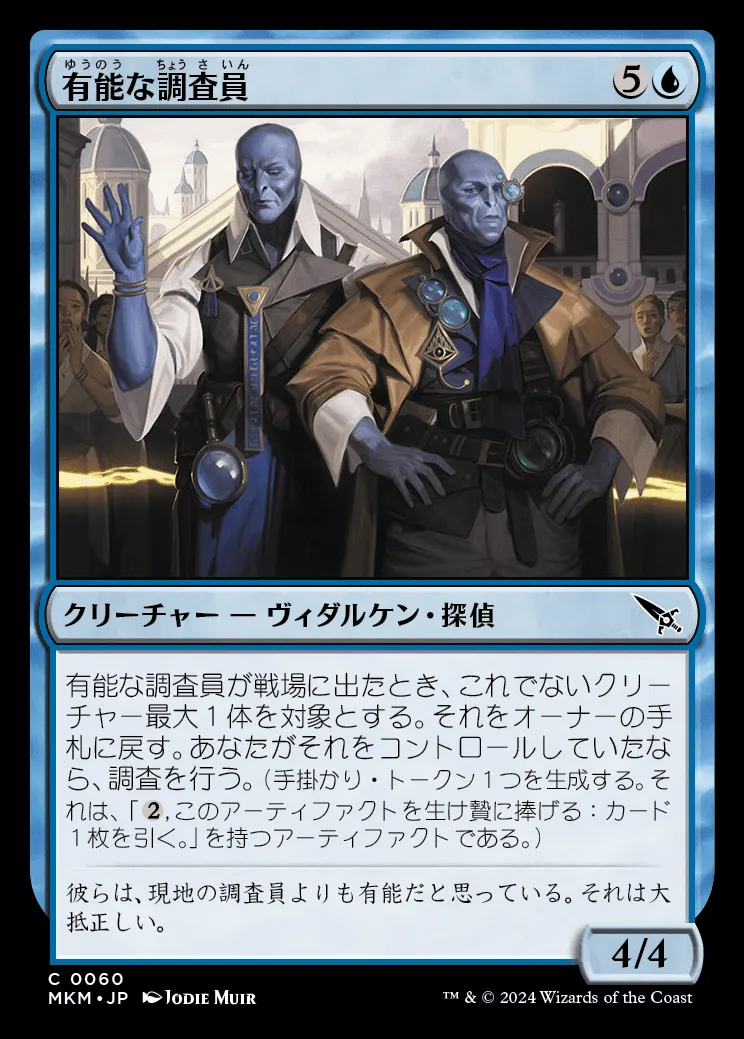 ゆうのう ちょうさいん
有能な調査員 5
クリーチャー — ヴィダルケン・探偵
有能な調査員が戦場に出たとき、これでないクリー
チャー最大１体を対象とする。それをオーナーの手
札に戻す。あなたがそれをコントロールしていたな
ら、調査を行う。（手掛かり・トークン１つを生成する。そ
れは、「2,このアーティファクトを生け贄に捧げる：カード
１枚を引く。」を持つアーティファクトである。）
彼らは、現地の調査員よりも有能だと思っている。それは大
抵正しい。
4/4
C 0060
MKM • JP Jodie Muir
™ & © 2024 Wizards of the Coast